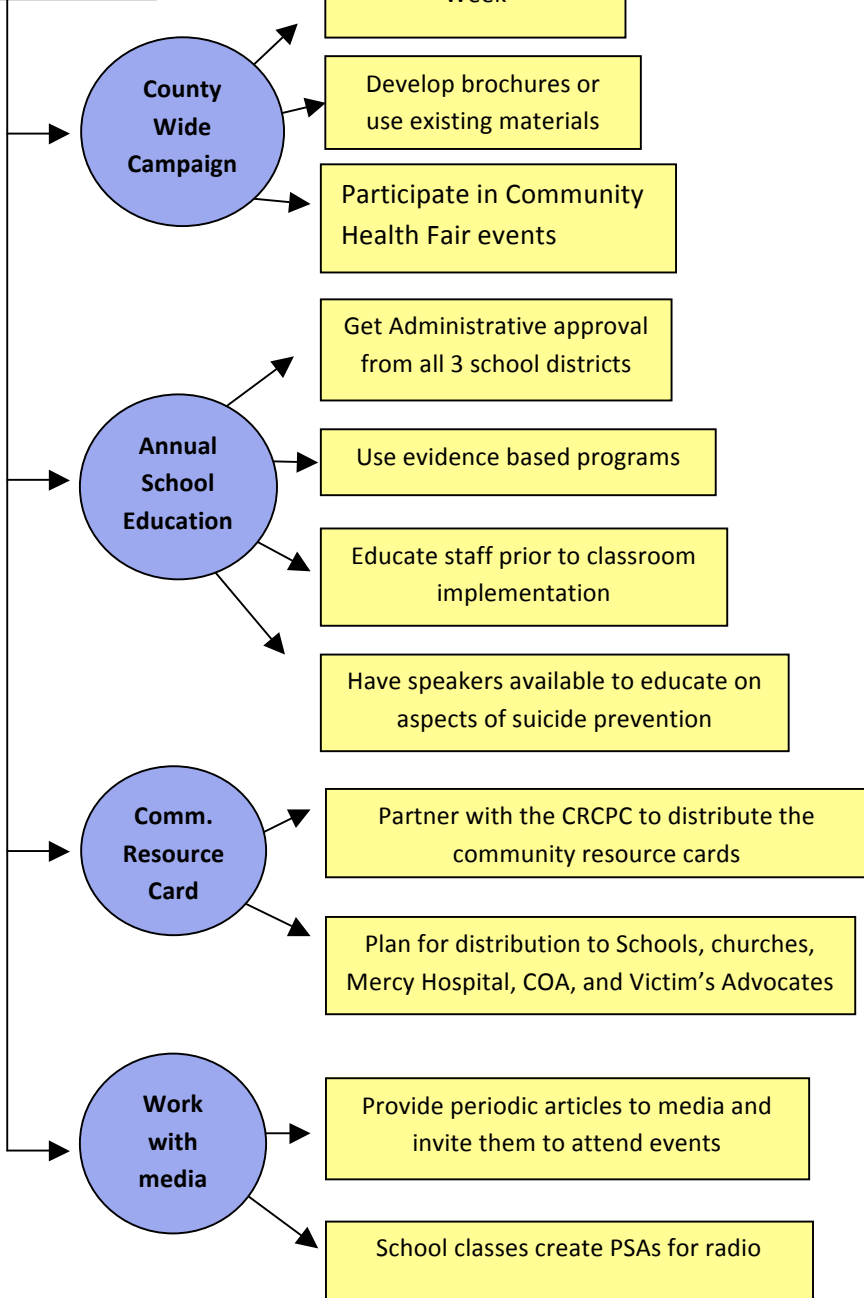 Week
County
Wide
Campaign
Develop brochures or
use existing materials
Participate in Community
Health Fair events
Annual
School
Education
Get Administrative approval
from all 3 school districts
Use evidence based programs
Educate staff prior to classroom
implementation
Have speakers available to educate on
aspects of suicide prevention
Comm.
Resource
Card
Partner with the CRCPC to distribute the
community resource cards
Plan for distribution to Schools, churches,
Mercy Hospital, COA, and Victim’s Advocates
Work
with
media
Provide periodic articles to media and
invite them to attend events
School classes create PSAs for radio